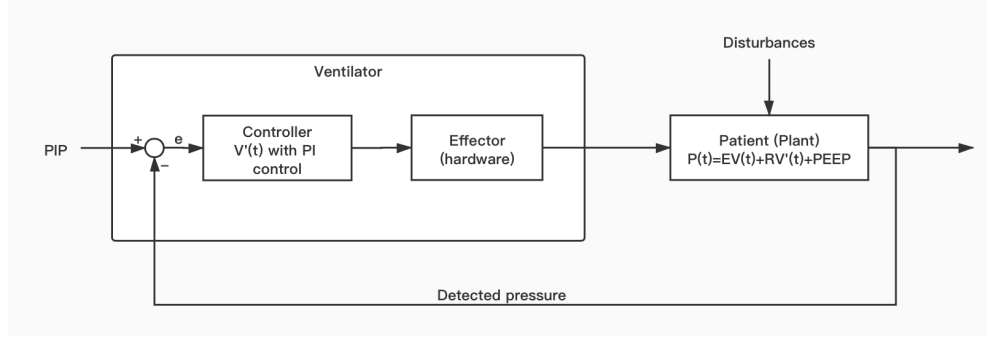 Disturbances
Ventilator
PIP
+
e
−
Controller
V'(t) with PI
control
Effector
(hardware)
Patient (Plant)
P(t)=EV(t)+RV'(t)+PEEP
Detected pressure